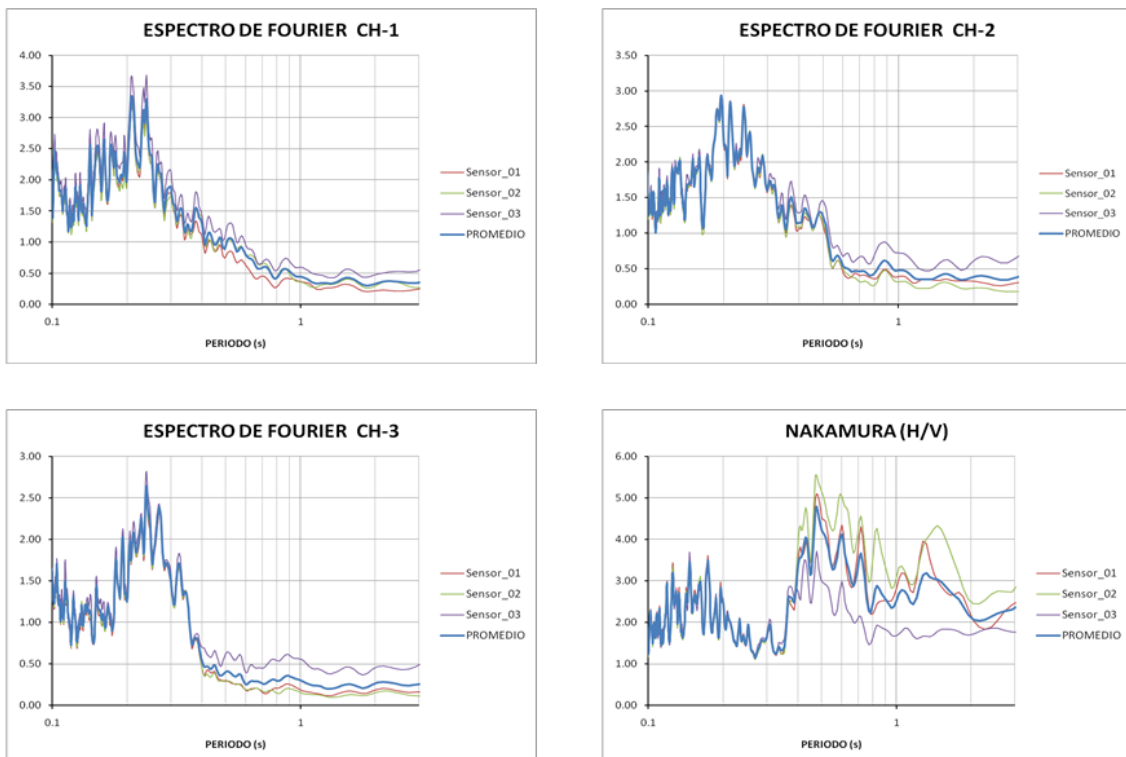 ESPECTRO DE FOURIER CH-1
4.00
3.50
3.00
2.50
2.00
1.50
1.00
0.50
0.00
0.1
1
PERIODO (s)
Sensor_01
Sensor_02
Sensor_03
PROMEDIO
ESPECTRO DE FOURIER CH-2
3.50
3.00
2.50
2.00
1.50
1.00
0.50
0.00
0.1
1
PERIODO (s)
Sensor_01
Sensor_02
Sensor_03
PROMEDIO
ESPECTRO DE FOURIER CH-3
3.00
2.50
2.00
1.50
1.00
0.50
0.00
0.1
1
PERIODO (s)
Sensor_01
Sensor_02
Sensor_03
PROMEDIO
NAKAMURA (H/V)
6.00
5.00
4.00
3.00
2.00
1.00
0.00
0.1
1
PERIODO (s)
Sensor_01
Sensor_02
Sensor_03
PROMEDIO